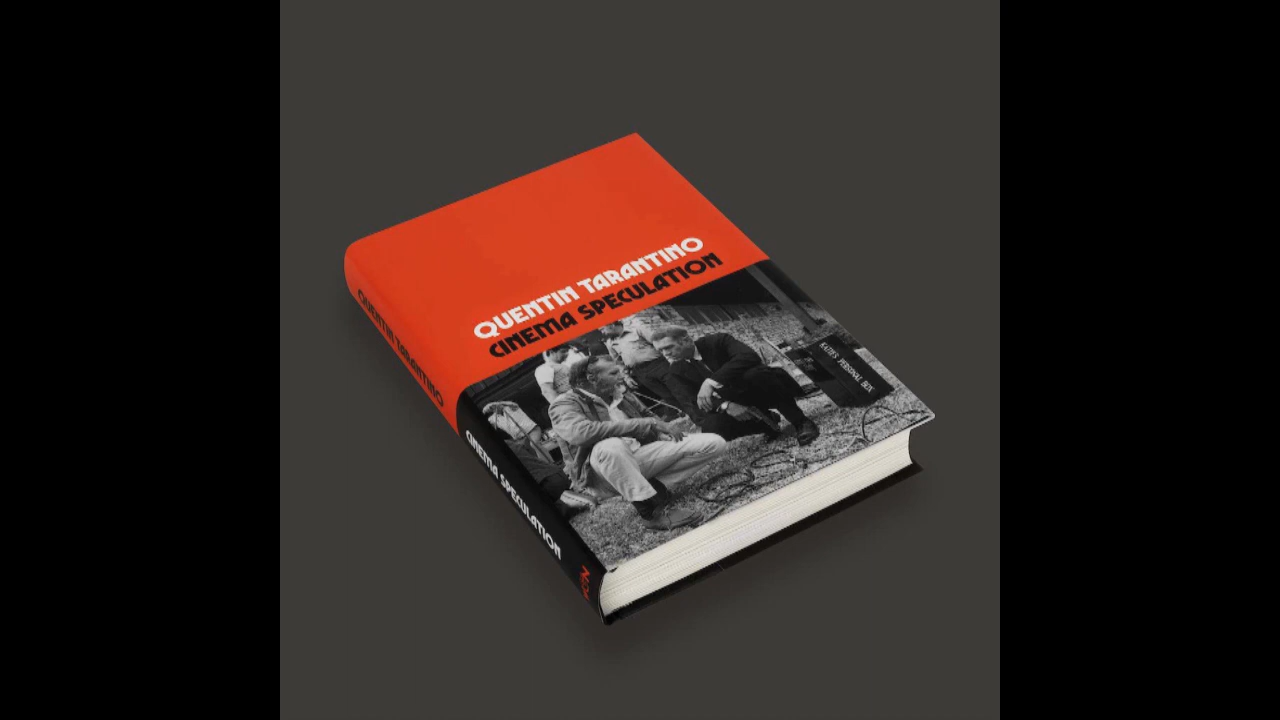 QUENTIN TARANTINO
CINEMA SPECULATION
KATIE'S PERSONAL BOX
QUENTIN TARANTINO
CINEMA SPECULATION